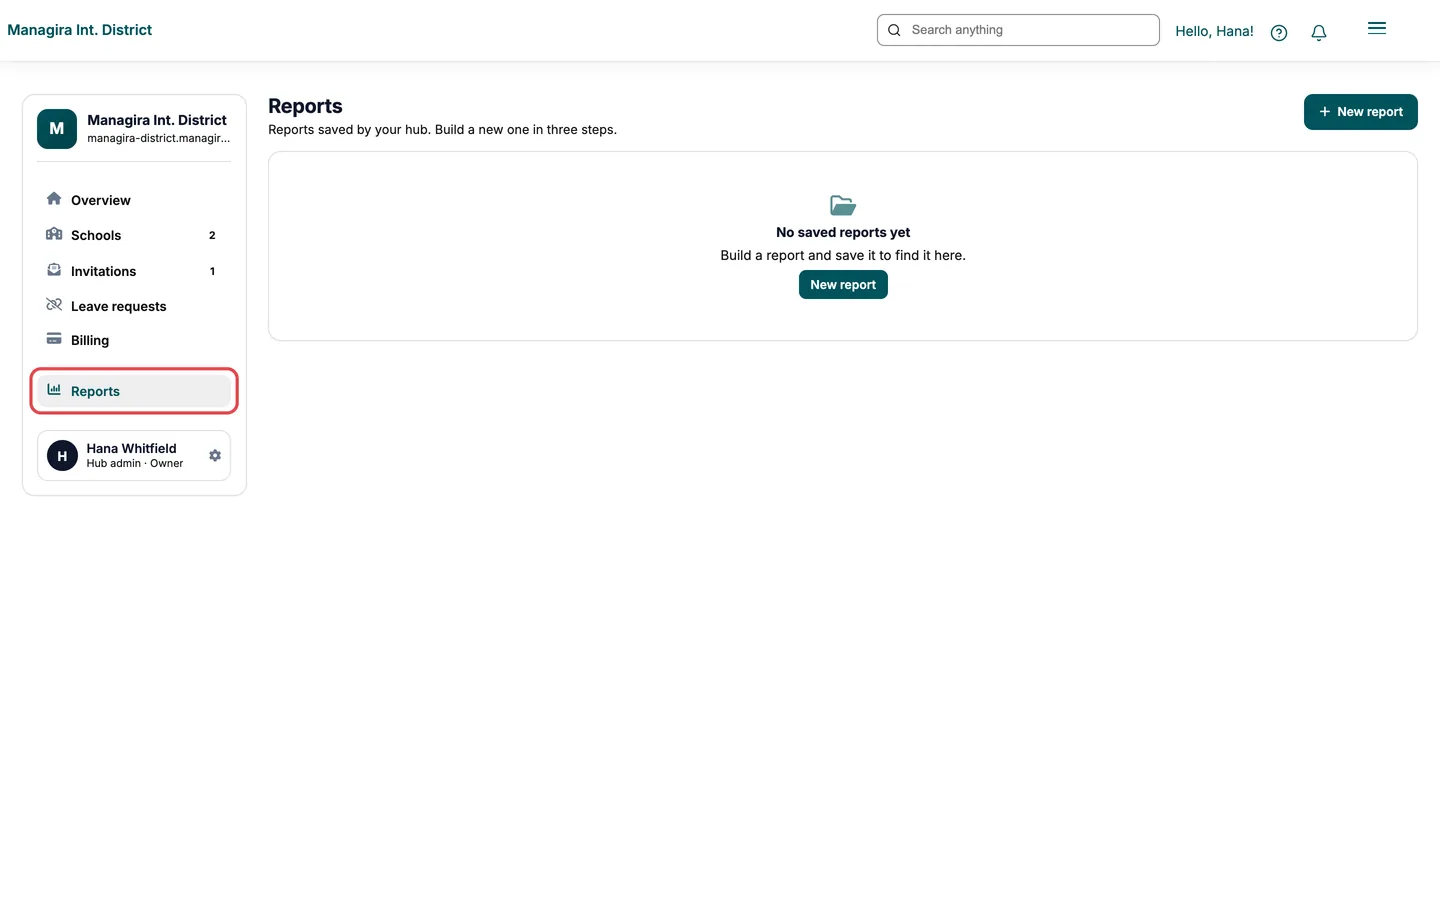 Managira Int. District
Search anything
Hello, Hana!
M
Managira Int. District
managira-district.managir...
Overview
Schools 2
Invitations 1
Leave requests
Billing
Reports
H
Hana Whitfield
Hub admin · Owner
Reports
Reports saved by your hub. Build a new one in three steps.
+ New report
No saved reports yet
Build a report and save it to find it here.
New report